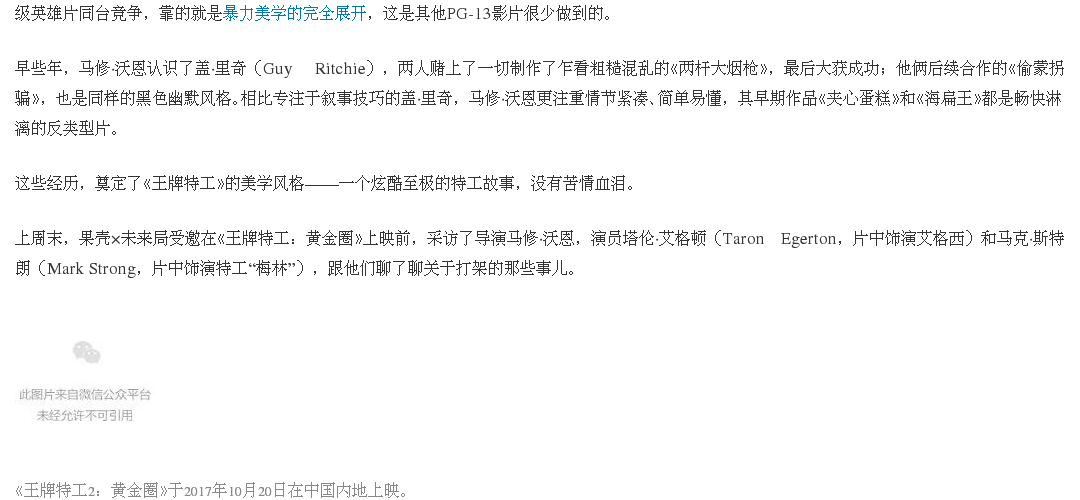 级英雄片同台竞争，靠的就是暴力美学的完全展开，这是其他PG-13影片很少做到的。
早些年，马修·沃恩认识了盖·里奇（Guy Ritchie），两人赌上了一切制作了乍看粗糙混乱的《两杆大烟枪》，最后大获成功；他俩后续合作的《偷蒙拐
骗》，也是同样的黑色幽默风格。相比专注于叙事技巧的盖·里奇，马修·沃恩更注重情节紧凑、简单易懂，其早期作品《夹心蛋糕》和《海扁王》都是畅快淋
漓的反类型片。
这些经历，奠定了《王牌特工》的美学风格——一个炫酷至极的特工故事，没有苦情血泪。
上周末，果壳×未来局受邀在《王牌特工：黄金圈》上映前，采访了导演马修·沃恩，演员塔伦·艾格顿（Taron Egerton，片中饰演艾格西）和马克·斯特
朗（Mark Strong，片中饰演特工“梅林”），跟他们聊了聊关于打架的那些事儿。
此图片来自微信公众平台
未经允许不可引用
《王牌特工2：黄金圈》于2017年10月20日在中国内地上映。